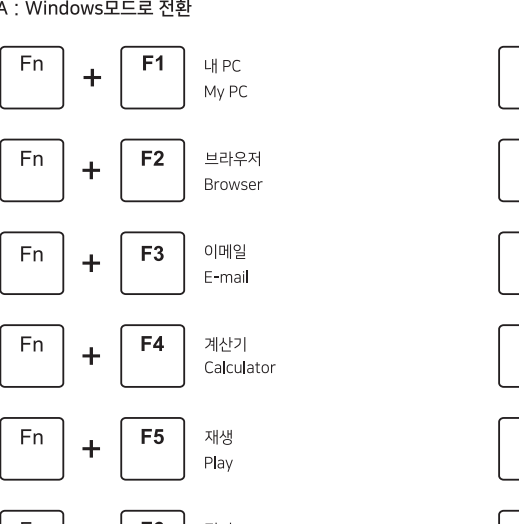 A : Windows모드로 전환
Fn + F1 내 PC
My PC
Fn + F2 브라우저
Browser
Fn + F3 이메일
E-mail
Fn + F4 계산기
Calculator
Fn + F5 재생
Play